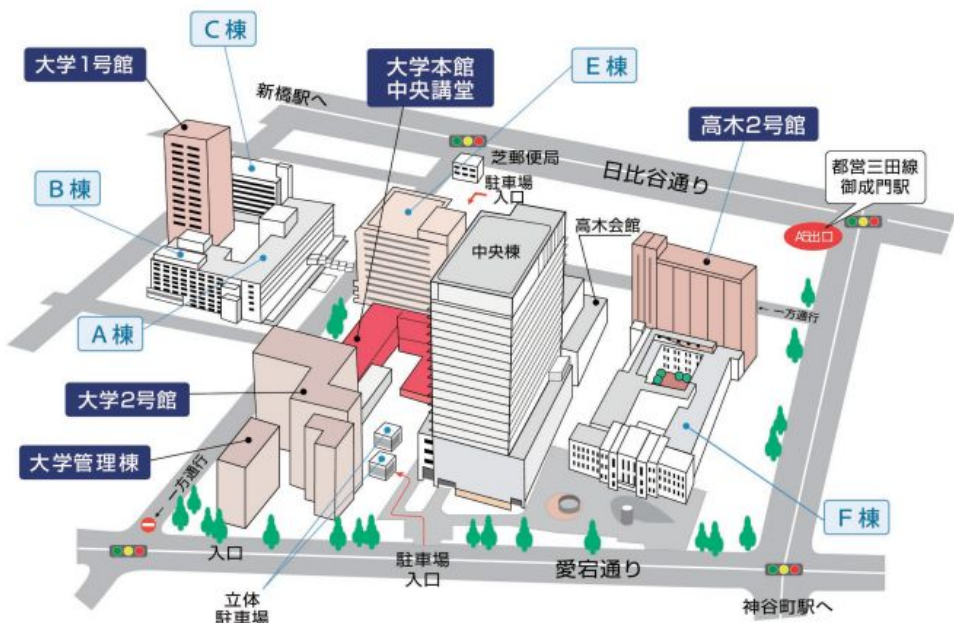 C棟
大学1号館
大学本館
中央講堂
E棟
新橋駅へ
高木2号館
芝郵便局
日比谷通り
都営三田線
御成門駅
駐車場
入口
B棟
高木会館
A5出口
中央棟
一方通行
A棟
大学2号館
大学管理棟
一方通行
F棟
入口
駐車場
入口
愛宕通り
立体
駐車場
神谷町駅へ